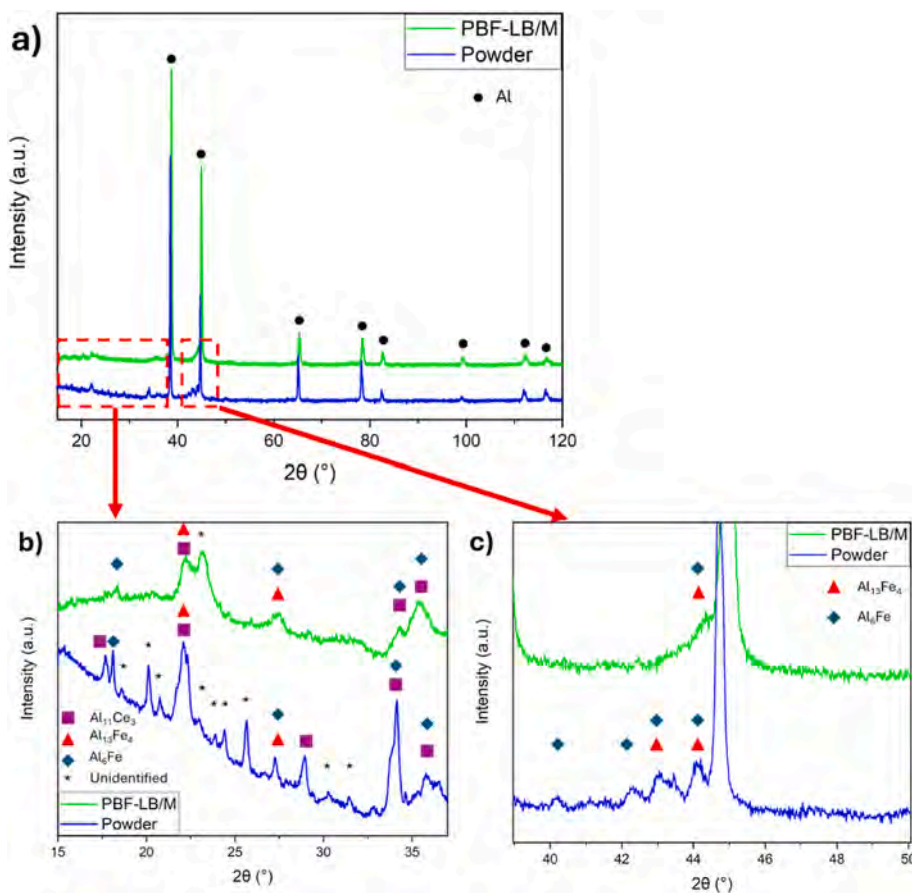 a)
PBF-LB/M
Powder
● Al
Intensity (a.u.)
20 40 60 80 100 120
2θ (°)
b)
Al₁₁Ce₃
Al₁₃Fe₄
Al₆Fe
* Unidentified
PBF-LB/M
Powder
Intensity (a.u.)
15 20 25 30 35
2θ (°)
c)
PBF-LB/M
Powder
Al₁₃Fe₄
Al₆Fe
Intensity (a.u.)
40 42 44 46 48 50
2θ (°)